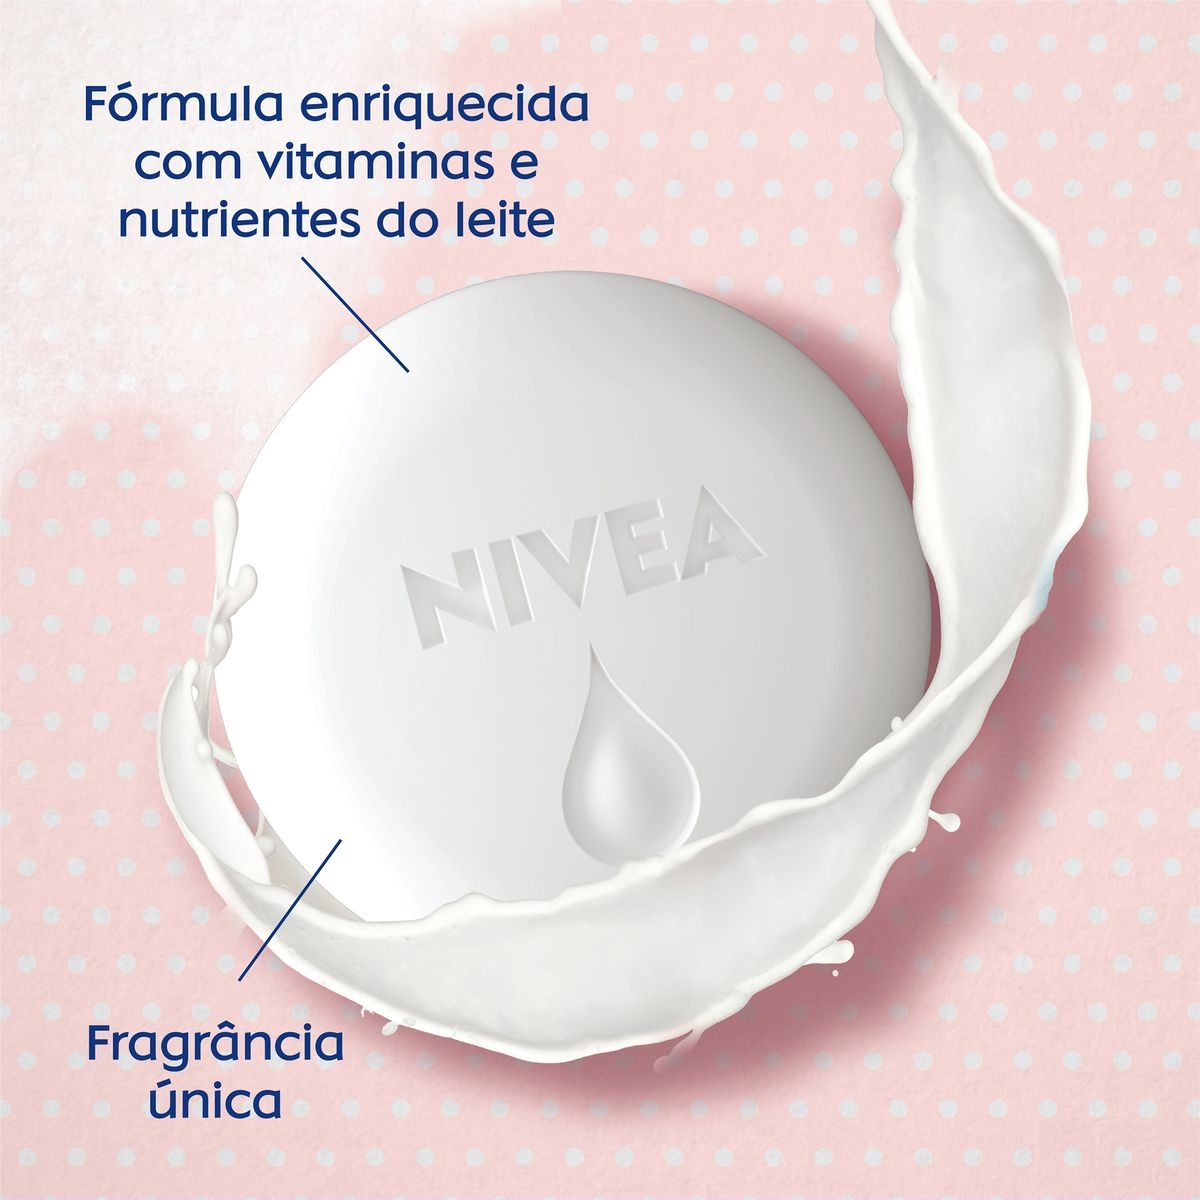 Fórmula enriquecida
com vitaminas e
nutrientes do leite
NIVEA
Fragrância
única